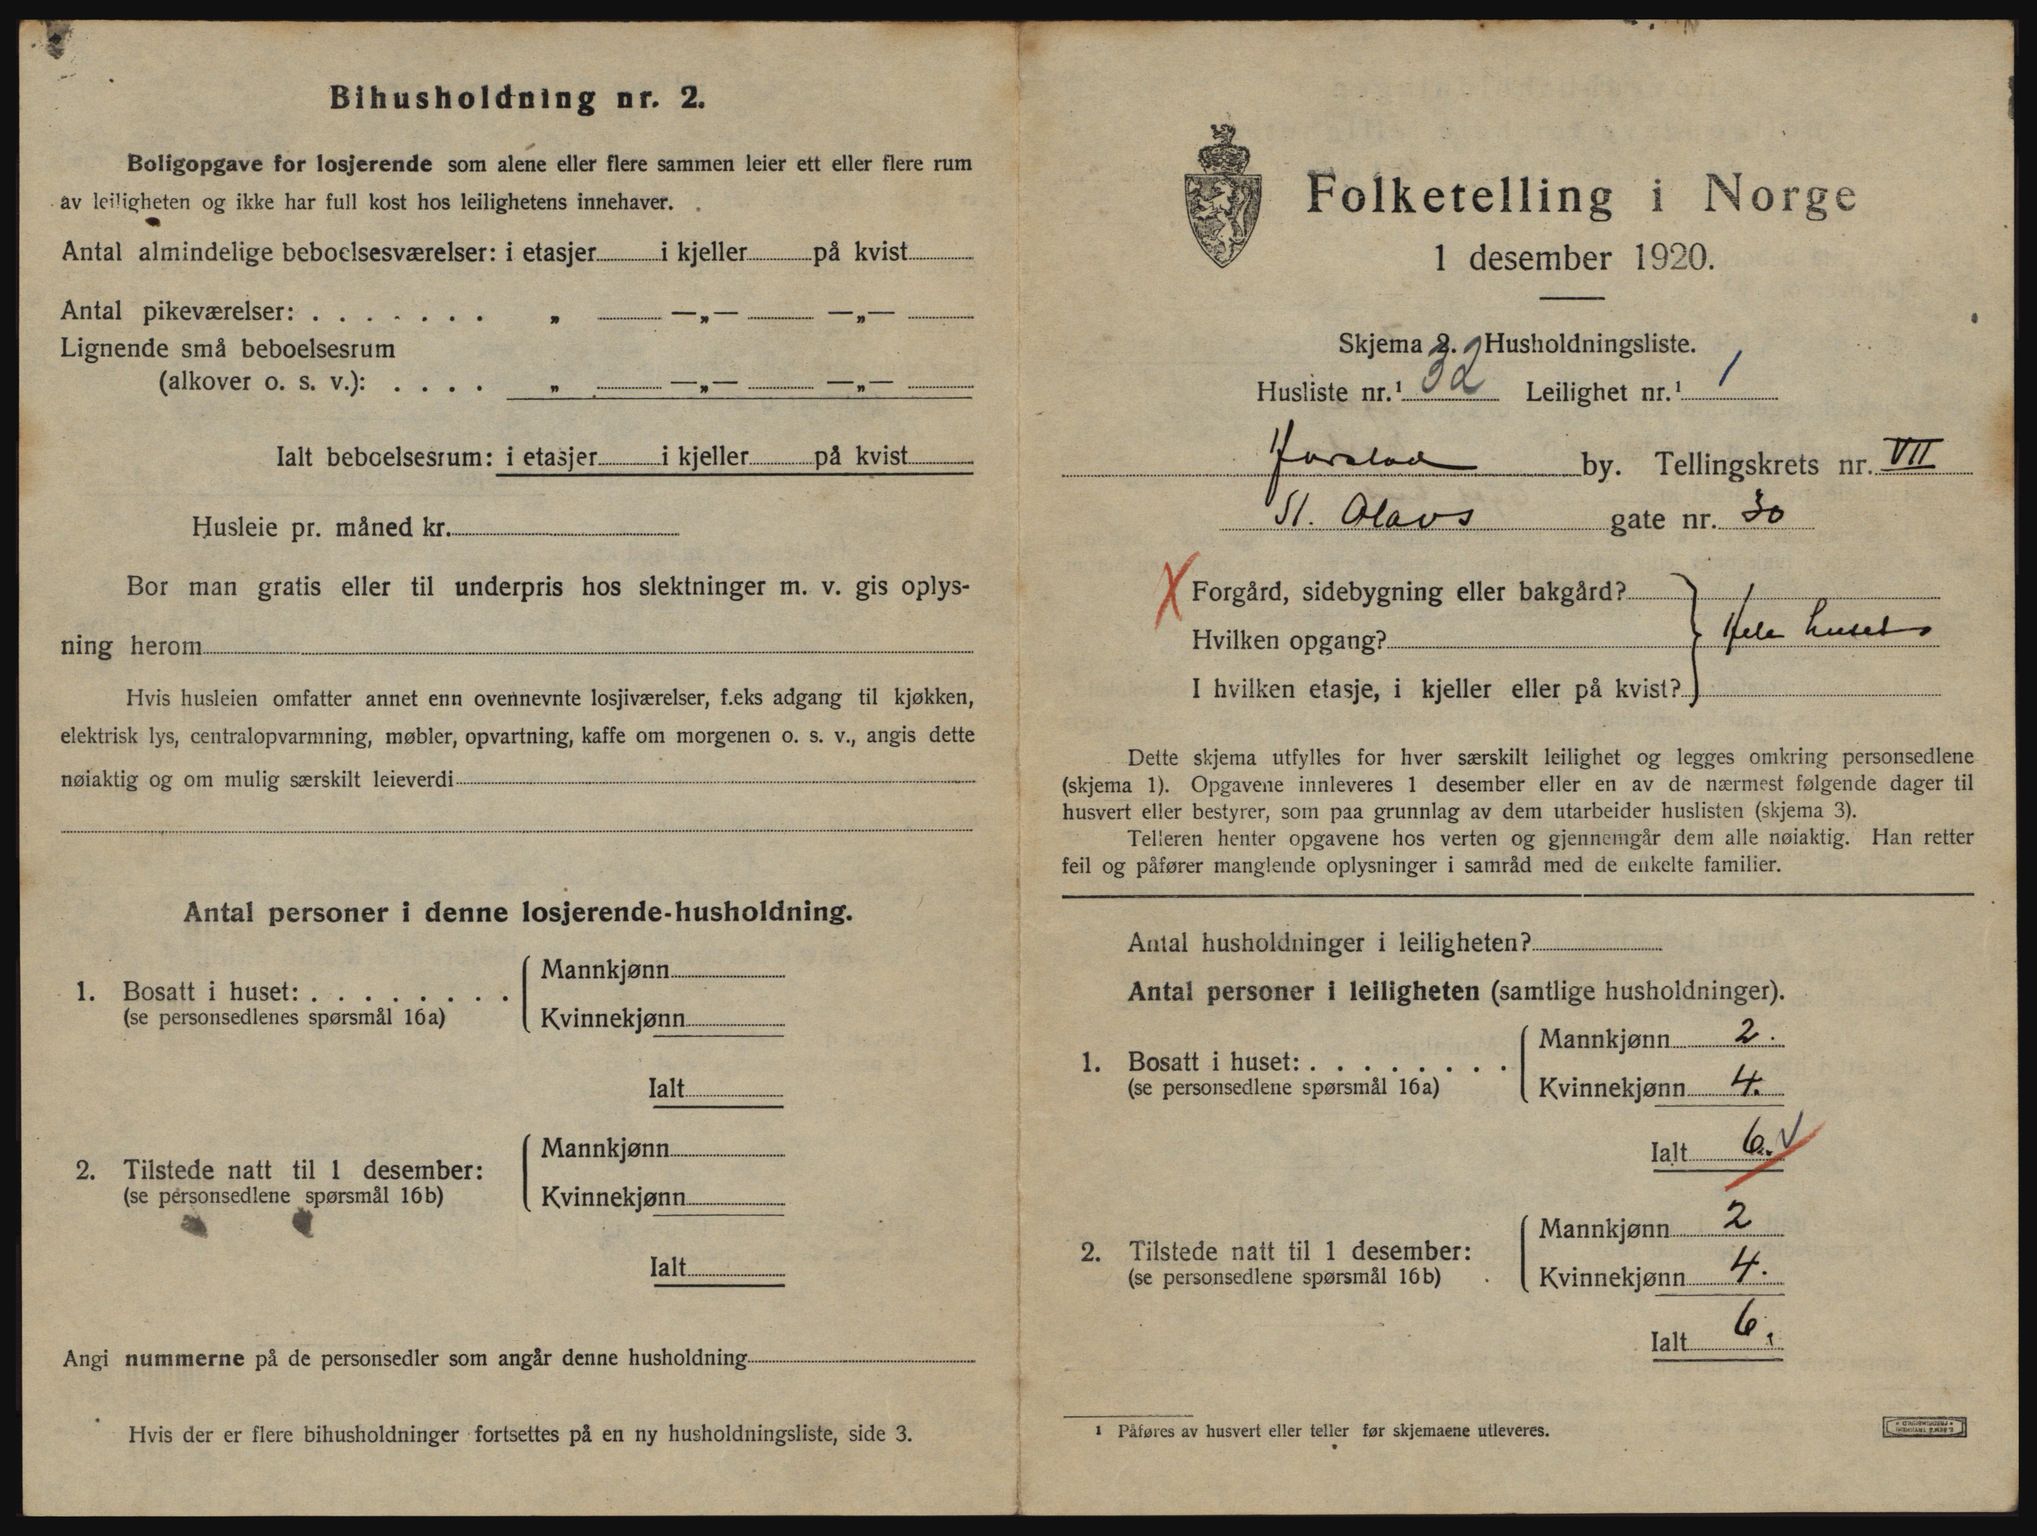 Bihusholdning nr. 2.
Boligopgave for losjerende som alene eller flere sammen leier ett eller flere rum
av leiligheten og ikke har full kost hos leilighetens innehaver.
Antal almindelige beboelsesværelser: i etasjer i kjeller på kvist
Antal pikeværelser: . . . . . . . „ —„— —„—
Lignende små beboelsesrum
(alkover o. s. v.): . . . . „ —„— —„—
Ialt beboelsesrum: i etasjer i kjeller på kvist
Husleie pr. måned kr.
Bor man gratis eller til underpris hos slektninger m. v. gis oplys-
ning herom
Hvis husleien omfatter annet enn ovennevnte losjiværelser, f.eks adgang til kjøkken,
elektrisk lys, centralopvarmning, møbler, opvartning, kaffe om morgenen o. s. v., angis dette
nøiaktig og om mulig særskilt leieverdi
Antal personer i denne losjerende-husholdning.
1. Bosatt i huset: . . . . . . . .
(se personsedlenes spørsmål 16a)
Mannkjønn
Kvinnekjønn
Ialt
2. Tilstede natt til 1 desember:
(se personsedlene spørsmål 16b)
Mannkjønn
Kvinnekjønn
Ialt
Angi nummerne på de personsedler som angår denne husholdning
Hvis der er flere bihusholdninger fortsettes på en ny husholdningsliste, side 3.
Folketelling i Norge
1 desember 1920.
Skjema 2. Husholdningsliste.
Husliste nr.¹ 32 Leilighet nr.¹ 1
Harstad by. Tellingskrets nr. VII
St. Olavs gate nr. 30
X Forgård, sidebygning eller bakgård?
Hvilken opgang? Hele huset
I hvilken etasje, i kjeller eller på kvist?
Dette skjema utfylles for hver særskilt leilighet og legges omkring personsedlene
(skjema 1). Opgavene innleveres 1 desember eller en av de nærmest følgende dager til
husvert eller bestyrer, som paa grunnlag av dem utarbeider huslisten (skjema 3).
Telleren henter opgavene hos verten og gjennemgår dem alle nøiaktig. Han retter
feil og påfører manglende oplysninger i samråd med de enkelte familier.
Antal husholdninger i leiligheten?
Antal personer i leiligheten (samtlige husholdninger).
1. Bosatt i huset: . . . . . . . .
(se personsedlene spørsmål 16a)
Mannkjønn 2.
Kvinnekjønn 4.
Ialt 6. √
2. Tilstede natt til 1 desember:
(se personsedlene spørsmål 16b)
Mannkjønn 2
Kvinnekjønn 4.
Ialt 6.
¹ Påføres av husvert eller teller før skjemaene utleveres.